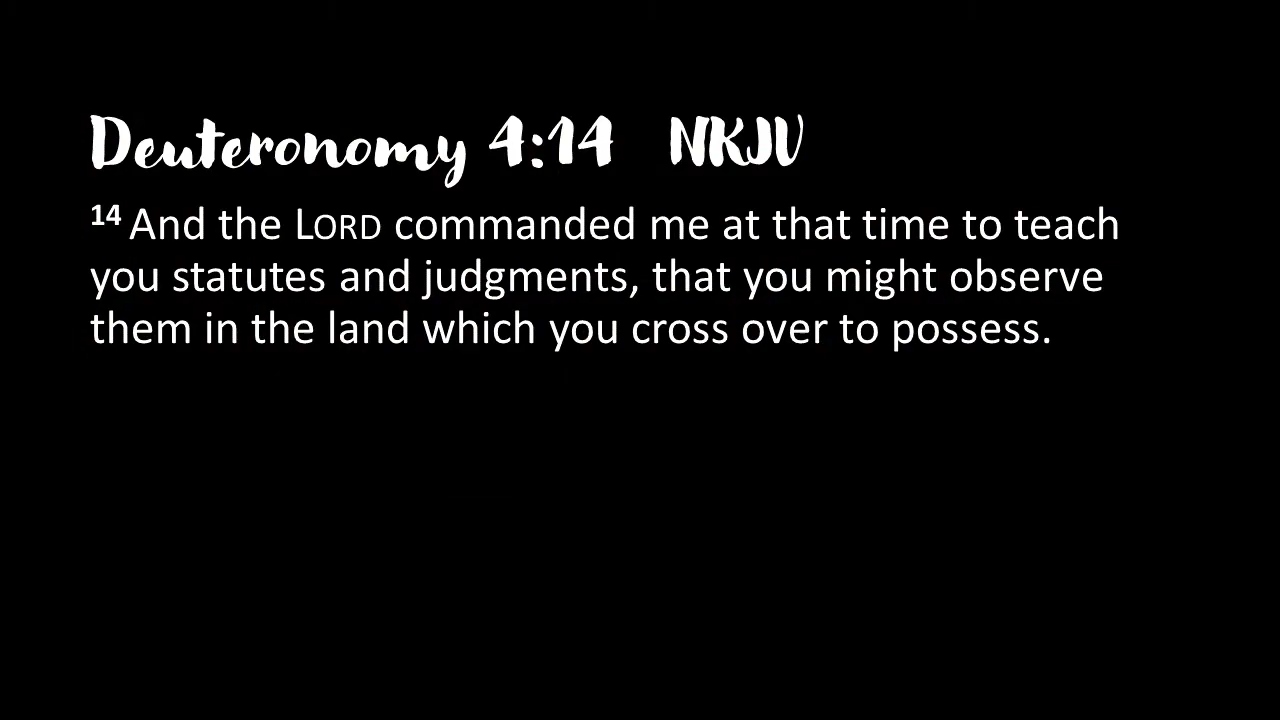 Deuteronomy 4:14 NKJV
14 And the LORD commanded me at that time to teach
you statutes and judgments, that you might observe
them in the land which you cross over to possess.